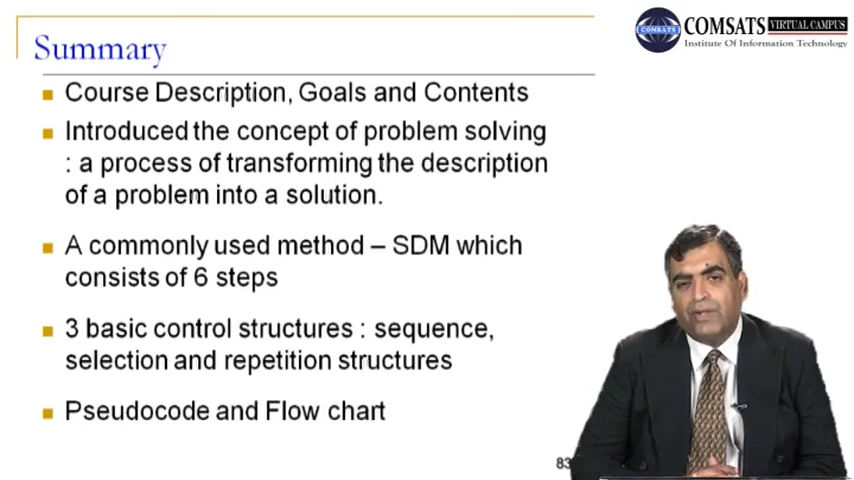 COMSATS VIRTUAL CAMPUS
COMSATS
Institute Of Information Technology
Summary
Course Description, Goals and Contents
Introduced the concept of problem solving
: a process of transforming the description
of a problem into a solution.
A commonly used method – SDM which
consists of 6 steps
3 basic control structures : sequence,
selection and repetition structures
Pseudocode and Flow chart
83